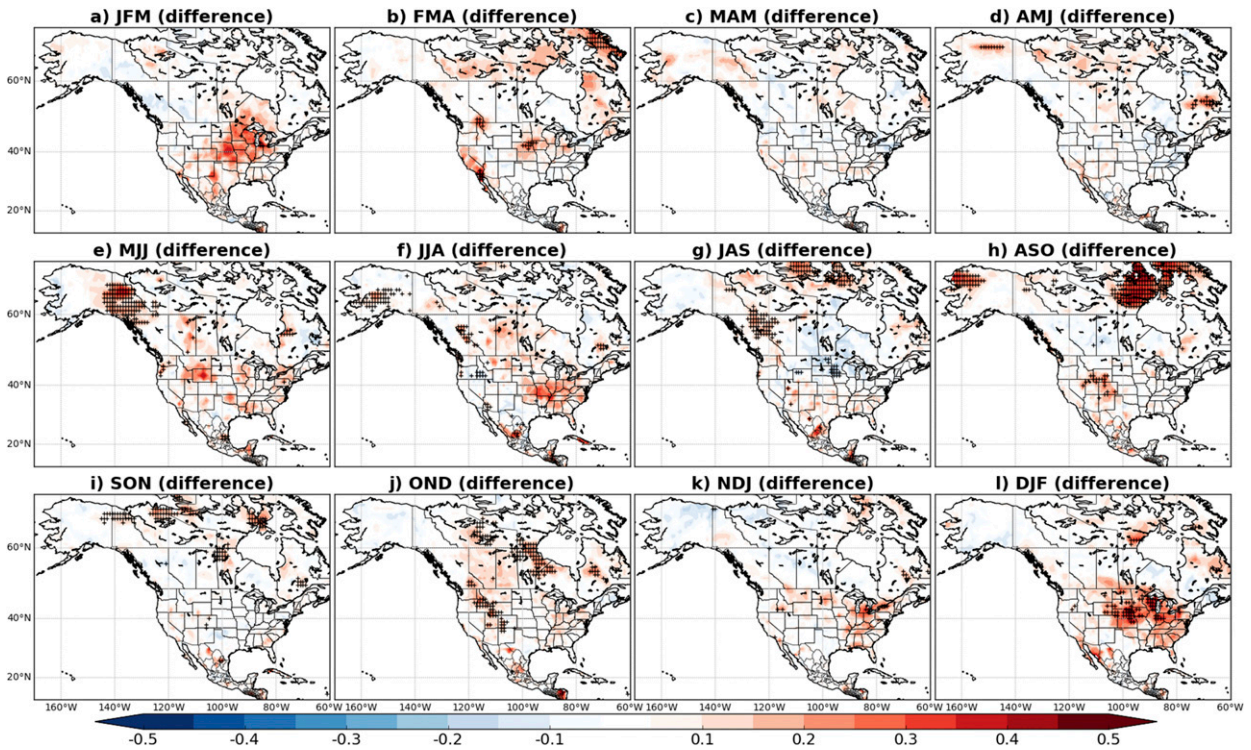 a) JFM (difference) b) FMA (difference) c) MAM (difference) d) AMJ (difference)
60°N
40°N
20°N
e) MJJ (difference) f) JJA (difference) g) JAS (difference) h) ASO (difference)
60°N
40°N
20°N
i) SON (difference) j) OND (difference) k) NDJ (difference) l) DJF (difference)
60°N
40°N
20°N
160°W 140°W 120°W 100°W 80°W 60°W 160°W 140°W 120°W 100°W 80°W 60°W 160°W 140°W 120°W 100°W 80°W 60°W 160°W 140°W 120°W 100°W 80°W 60°W
-0.5 -0.4 -0.3 -0.2 -0.1 0.1 0.2 0.3 0.4 0.5